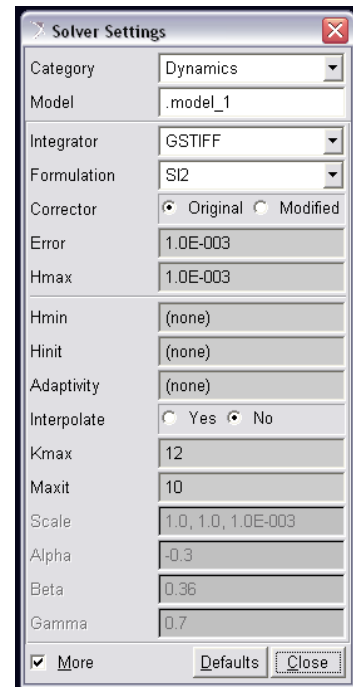 Solver Settings
Category Dynamics
Model .model_1
Integrator GSTIFF
Formulation SI2
Corrector Original Modified
Error 1.0E-003
Hmax 1.0E-003
Hmin (none)
Hinit (none)
Adaptivity (none)
Interpolate Yes No
Kmax 12
Maxit 10
Scale 1.0, 1.0, 1.0E-003
Alpha -0.3
Beta 0.36
Gamma 0.7
More Defaults Close